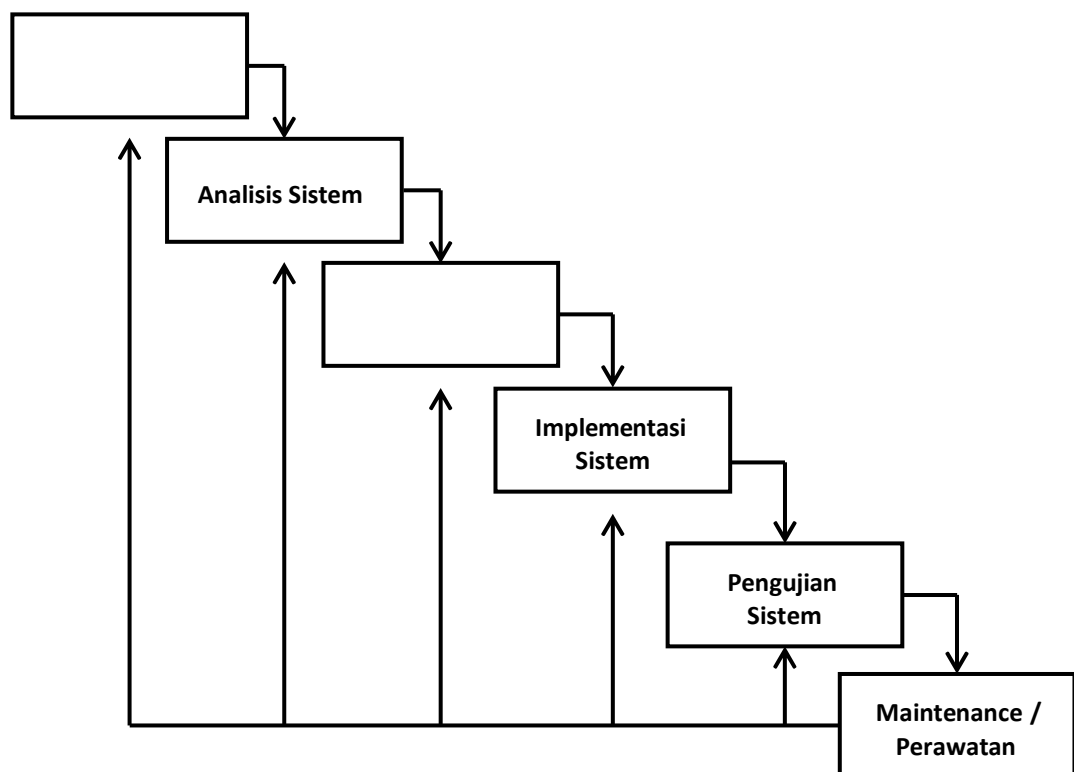 Analisis Sistem
Implementasi
Sistem
Pengujian
Sistem
Maintenance /
Perawatan